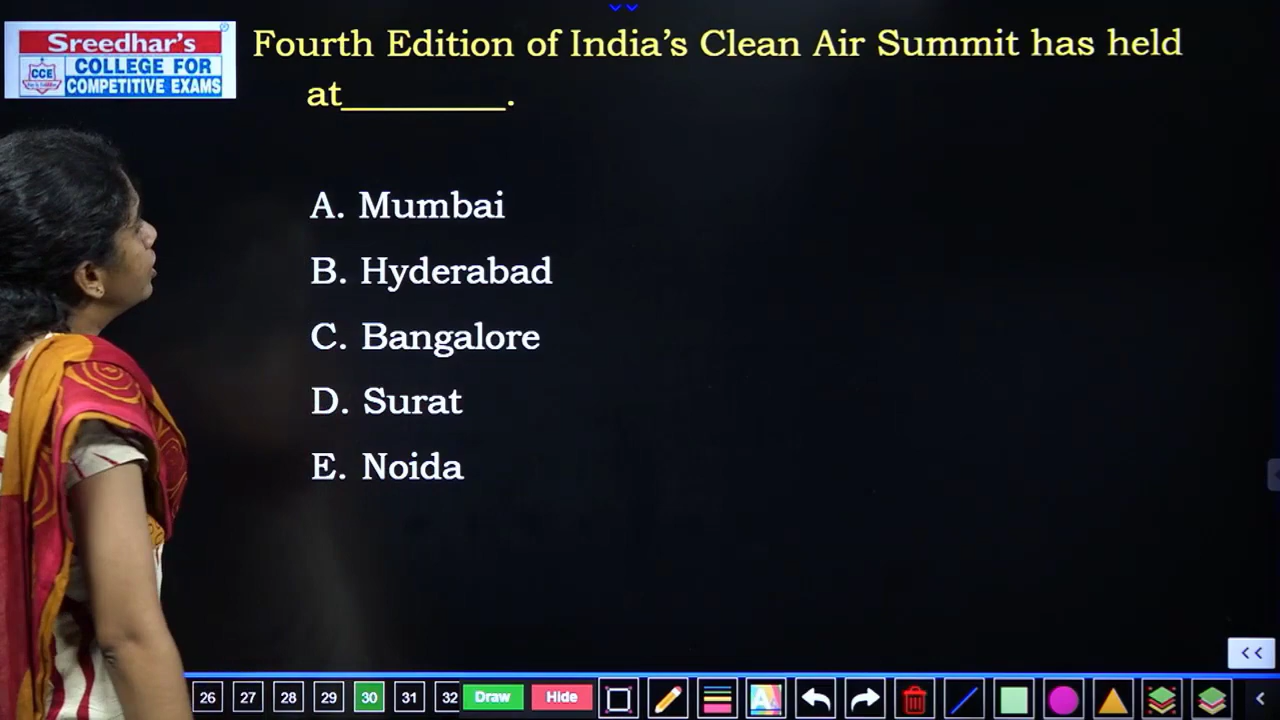 Sreedhar's
CCE
COLLEGE FOR
COMPETITIVE EXAMS
Fourth Edition of India’s Clean Air Summit has held
at_________.
A. Mumbai
B. Hyderabad
C. Bangalore
D. Surat
E. Noida
26 27 28 29 30 31 32 Draw Hide